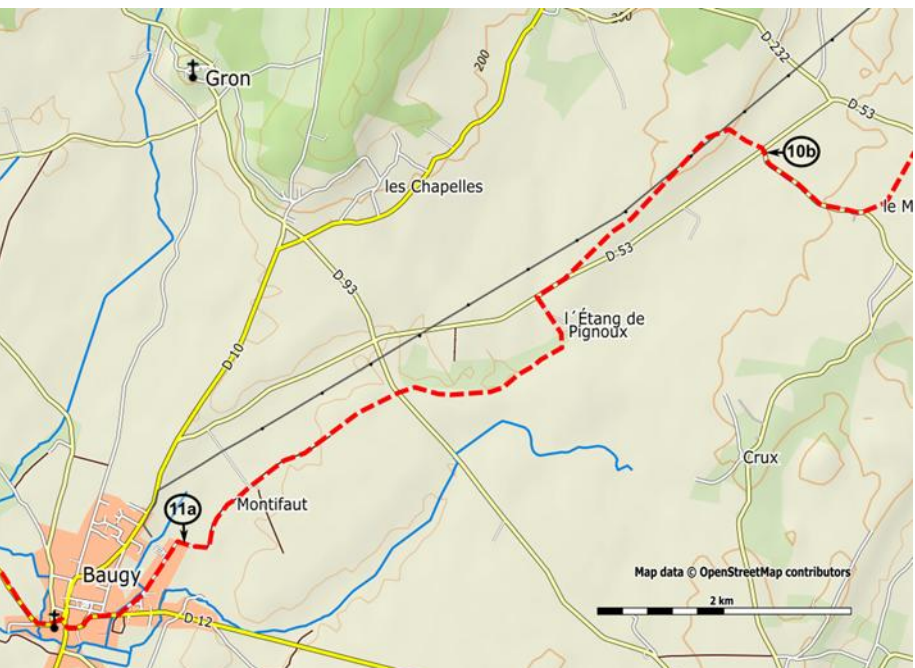 200
200
D-232
Gron
D-53
10b
les Chapelles
le M
D-53
D-93
l´Étang de
Pignoux
D-10
Crux
11a
Montifaut
Map data © OpenStreetMap contributors
Baugy
2 km
D-12